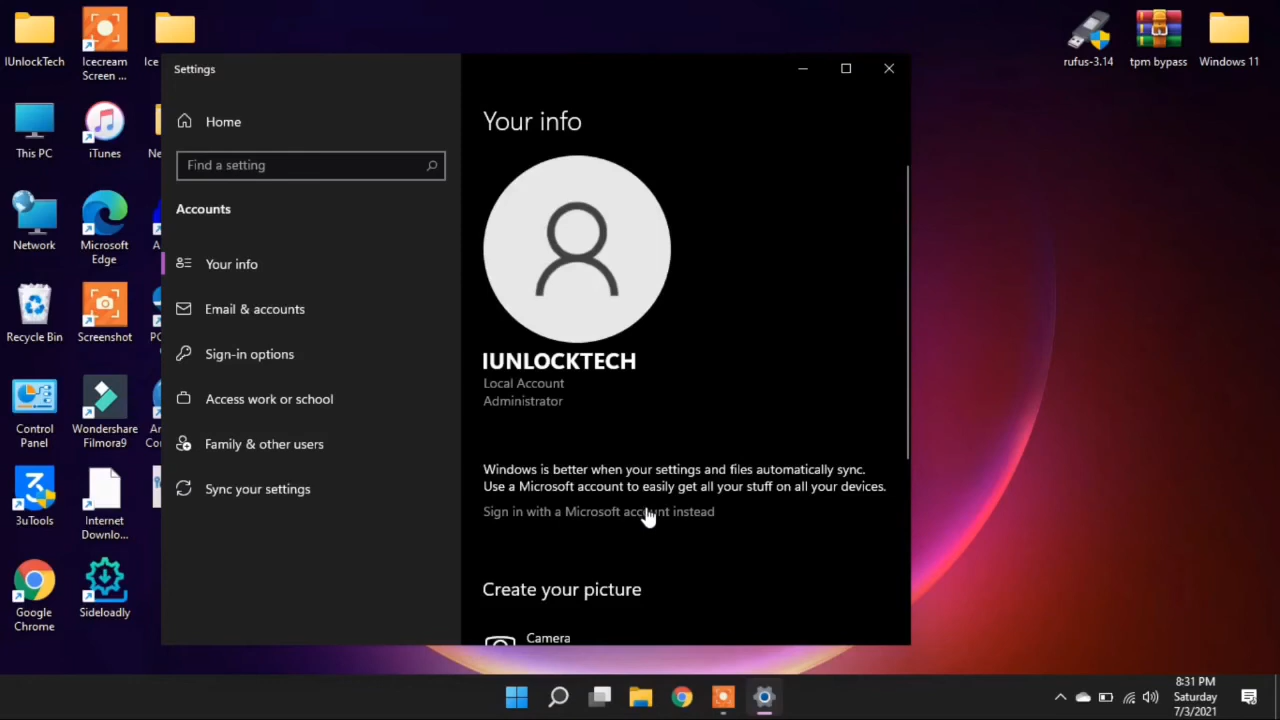 IUnlockTech
Icecream
Screen ...
Ice
This PC
iTunes
Ne
Network
Microsoft
Edge
A
Recycle Bin
Screenshot
PC
Control
Panel
Wondershare
Filmora9
An
Co
3uTools
Internet
Downlo...
Google
Chrome
Sideloadly
rufus-3.14
tpm bypass
Windows 11
Settings
Home
Find a setting
Accounts
Your info
Email & accounts
Sign-in options
Access work or school
Family & other users
Sync your settings
Your info
IUNLOCKTECH
Local Account
Administrator
Windows is better when your settings and files automatically sync.
Use a Microsoft account to easily get all your stuff on all your devices.
Sign in with a Microsoft account instead
Create your picture
Camera
8:31 PM
Saturday
7/3/2021